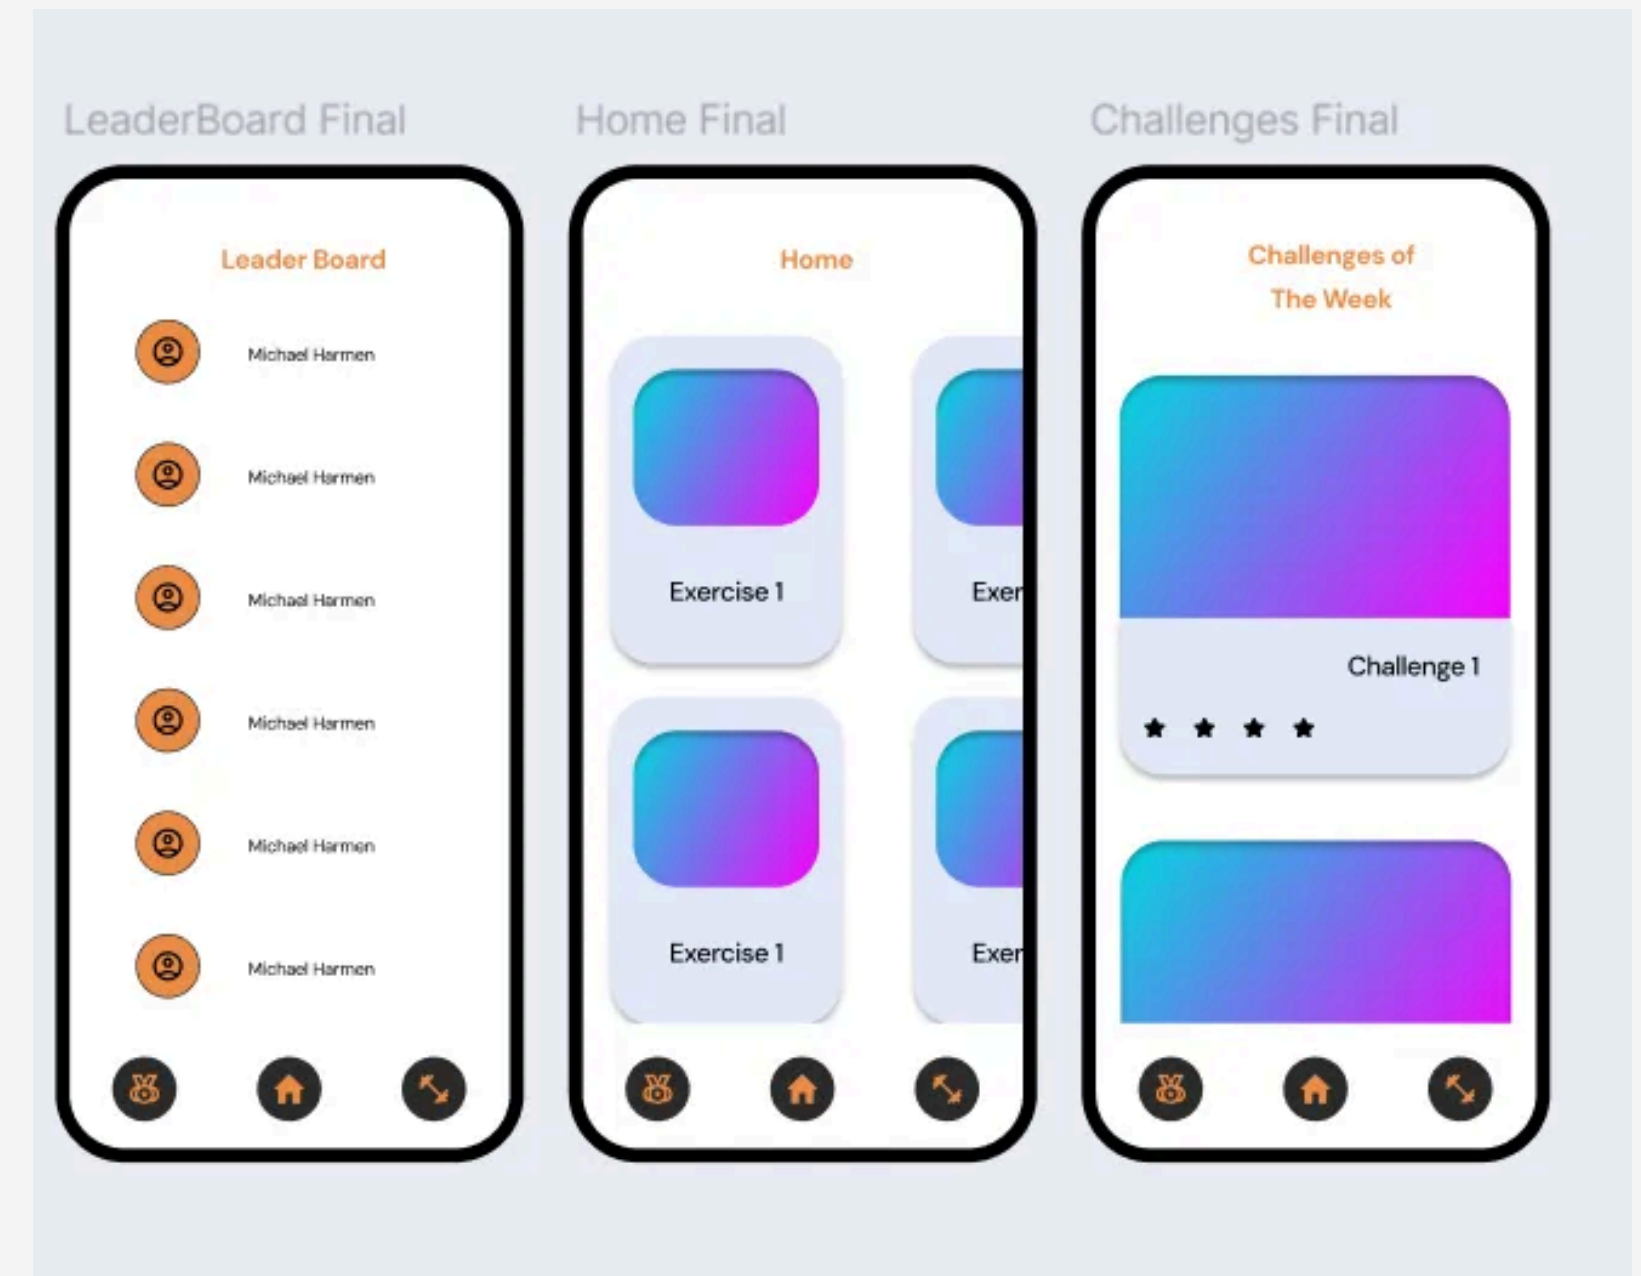 LeaderBoard Final
Leader Board
Michael Harmen
Michael Harmen
Michael Harmen
Michael Harmen
Michael Harmen
Michael Harmen
Home Final
Home
Exercise 1
Exer
Exercise 1
Exer
Challenges Final
Challenges of
The Week
Challenge 1